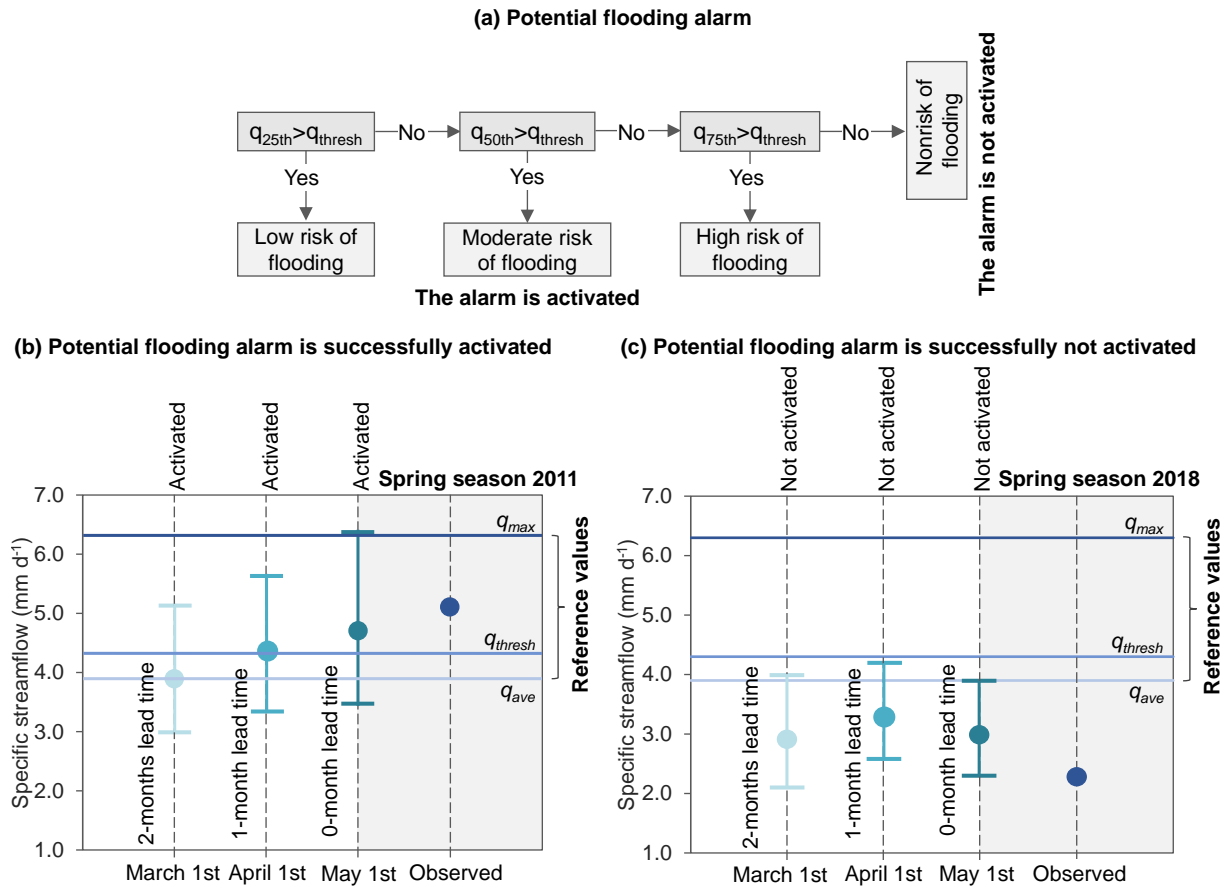 (a) Potential flooding alarm
q25th>qthresh
No
q50th>qthresh
No
q75th>qthresh
No
Nonrisk of
flooding
The alarm is not activated
Yes
Yes
Yes
Low risk of
flooding
Moderate risk
of flooding
High risk of
flooding
The alarm is activated
(b) Potential flooding alarm is successfully activated
Activated
Activated
Activated
Spring season 2011
Specific streamflow (mm d-1)
7.0
6.0
5.0
4.0
3.0
2.0
1.0
qmax
qthresh
qave
Reference values
2-months lead time
1-month lead time
0-month lead time
March 1st
April 1st
May 1st
Observed
(c) Potential flooding alarm is successfully not activated
Not activated
Not activated
Not activated
Spring season 2018
Specific streamflow (mm d-1)
7.0
6.0
5.0
4.0
3.0
2.0
1.0
qmax
qthresh
qave
Reference values
2-months lead time
1-month lead time
0-month lead time
March 1st
April 1st
May 1st
Observed